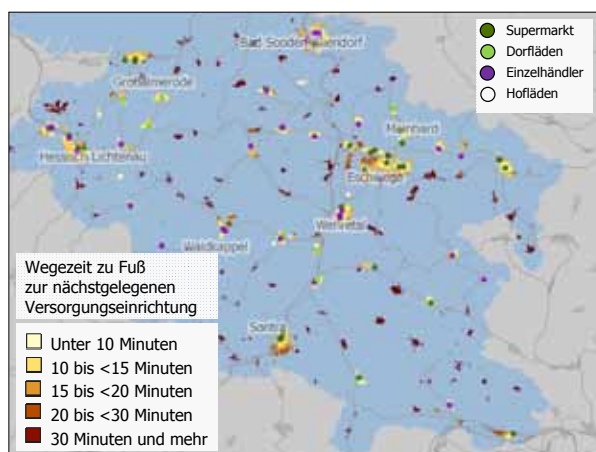 Bad Sooden-Allendorf
Supermarkt
Dorfläden
Einzelhändler
Hofläden
Großalmerode
Meinhard
Hessisch Lichtenau
Eschwege
Wehretal
Waldkappel
Wegezeit zu Fuß
zur nächstgelegenen
Versorgungseinrichtung
Sontra
Unter 10 Minuten
10 bis <15 Minuten
15 bis <20 Minuten
20 bis <30 Minuten
30 Minuten und mehr